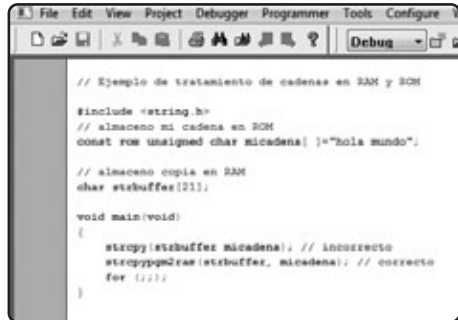 File Edit View Project Debugger Programmer Tools Configure
Debug
// Ejemplo de tratamiento de cadenas en RAM y ROM
#include <string.h>
// almaceno mi cadena en ROM
const rom unsigned char micadena[ ]="hola mundo";
// almaceno copia en RAM
char strbuffer[21];
void main(void)
{
strcpy(strbuffer micadena); // incorrecto
strcpypgm2ram(strbuffer, micadena); // correcto
for (;;);
}